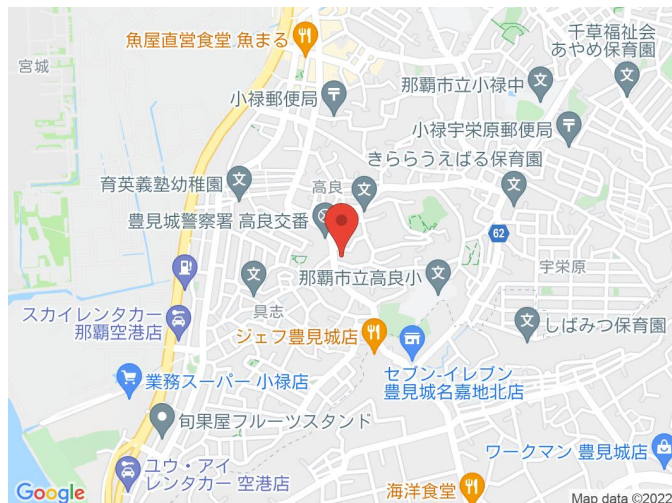 千草福祉会
あやめ保育園
魚屋直営食堂 魚まる
宮城
那覇市立小禄中
小禄郵便局
小禄宇栄原郵便局
きららうえばる保育園
育英義塾幼稚園
高良
豊見城警察署 高良交番
62
宇栄原
那覇市立高良小
具志
スカイレンタカー
那覇空港店
しばみつ保育園
ジェフ豊見城店
セブン-イレブン
豊見城名嘉地北店
業務スーパー 小禄店
旬果屋フルーツスタンド
ワークマン 豊見城店
ユウ・アイ
レンタカー 空港店
海洋食堂
Google
Map data ©2022